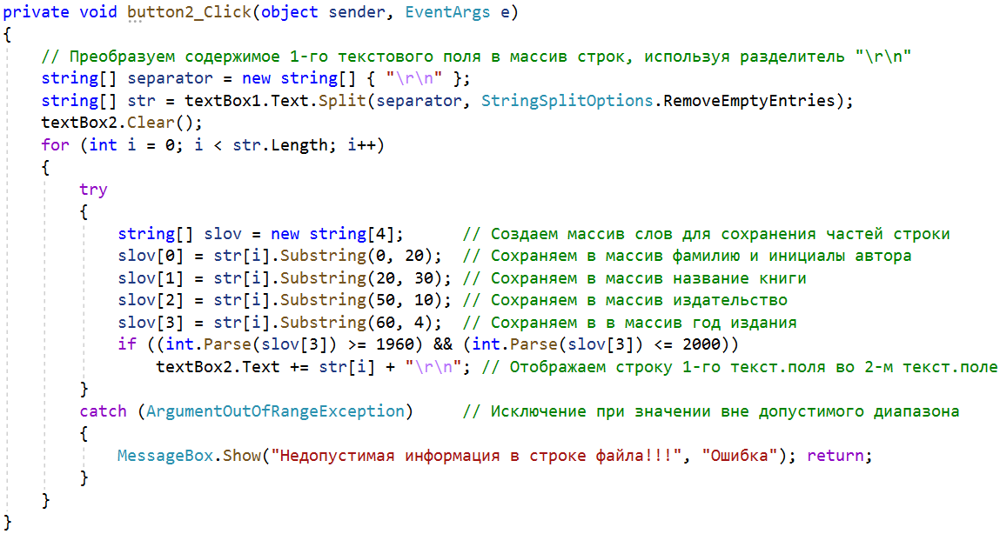 private void button2_Click(object sender, EventArgs e)
{
// Преобразуем содержимое 1-го текстового поля в массив строк, используя разделитель "\r\n"
string[] separator = new string[] { "\r\n" };
string[] str = textBox1.Text.Split(separator, StringSplitOptions.RemoveEmptyEntries);
textBox2.Clear();
for (int i = 0; i < str.Length; i++)
{
try
{
string[] slov = new string[4]; // Создаем массив слов для сохранения частей строки
slov[0] = str[i].Substring(0, 20); // Сохраняем в массив фамилию и инициалы автора
slov[1] = str[i].Substring(20, 30); // Сохраняем в массив название книги
slov[2] = str[i].Substring(50, 10); // Сохраняем в массив издательство
slov[3] = str[i].Substring(60, 4); // Сохраняем в в массив год издания
if ((int.Parse(slov[3]) >= 1960) && (int.Parse(slov[3]) <= 2000))
textBox2.Text += str[i] + "\r\n"; // Отображаем строку 1-го текст.поля во 2-м текст.поле
}
catch (ArgumentOutOfRangeException) // Исключение при значении вне допустимого диапазона
{
MessageBox.Show("Недопустимая информация в строке файла!!!", "Ошибка"); return;
}
}
}